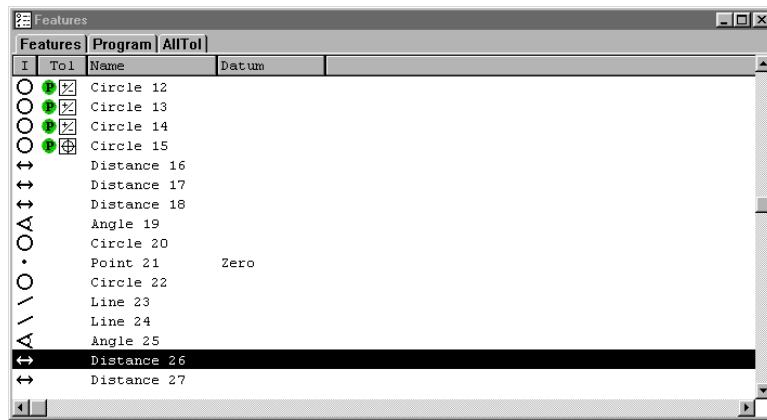 Features
Features Program AllTol
I Tol Name Datum
P +/- Circle 12
P +/- Circle 13
P +/- Circle 14
P Circle 15
Distance 16
Distance 17
Distance 18
Angle 19
Circle 20
Point 21 Zero
Circle 22
Line 23
Line 24
Angle 25
Distance 26
Distance 27